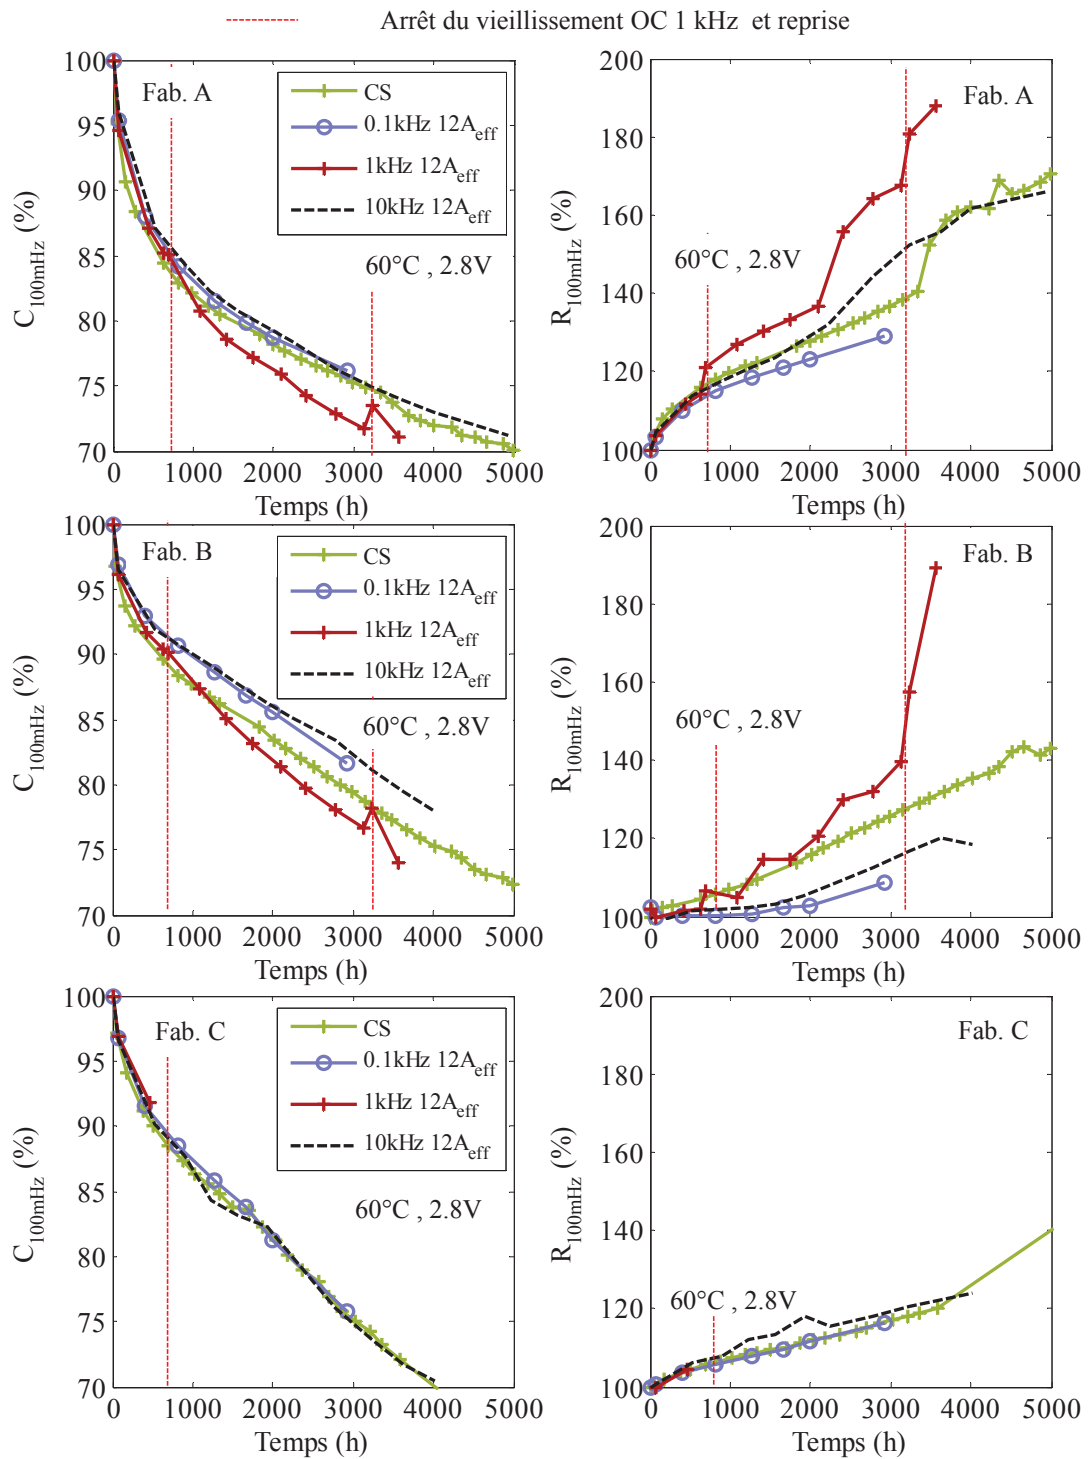 Arrêt du vieillissement OC 1 kHz et reprise
100
95
90
85
80
75
70
C100mHz (%)
Fab. A
CS
0.1kHz 12Aeff
1kHz 12Aeff
10kHz 12Aeff
60°C , 2.8V
0 1000 2000 3000 4000 5000
Temps (h)
200
180
160
140
120
100
R100mHz (%)
Fab. A
60°C , 2.8V
0 1000 2000 3000 4000 5000
Temps (h)
100
95
90
85
80
75
70
C100mHz (%)
Fab. B
CS
0.1kHz 12Aeff
1kHz 12Aeff
10kHz 12Aeff
60°C , 2.8V
0 1000 2000 3000 4000 5000
Temps (h)
200
180
160
140
120
100
R100mHz (%)
Fab. B
60°C , 2.8V
0 1000 2000 3000 4000 5000
Temps (h)
100
95
90
85
80
75
70
C100mHz (%)
Fab. C
CS
0.1kHz 12Aeff
1kHz 12Aeff
10kHz 12Aeff
60°C , 2.8V
0 1000 2000 3000 4000 5000
Temps (h)
200
180
160
140
120
100
R100mHz (%)
Fab. C
60°C , 2.8V
0 1000 2000 3000 4000 5000
Temps (h)